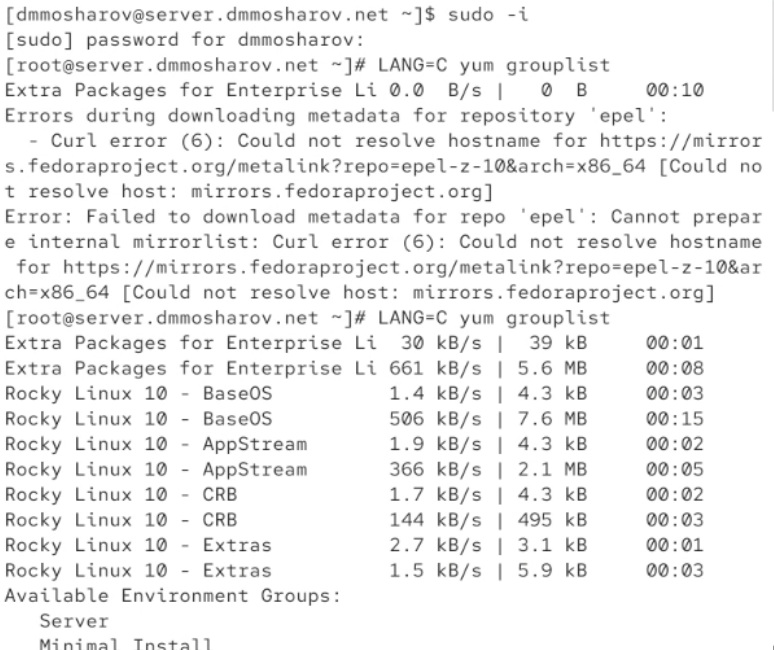 [dmmosharov@server.dmmosharov.net ~]$ sudo -i
[sudo] password for dmmosharov:
[root@server.dmmosharov.net ~]# LANG=C yum grouplist
Extra Packages for Enterprise Li 0.0  B/s |   0  B     00:10
Errors during downloading metadata for repository 'epel':
  - Curl error (6): Could not resolve hostname for https://mirror
s.fedoraproject.org/metalink?repo=epel-z-10&arch=x86_64 [Could no
t resolve host: mirrors.fedoraproject.org]
Error: Failed to download metadata for repo 'epel': Cannot prepar
e internal mirrorlist: Curl error (6): Could not resolve hostname
 for https://mirrors.fedoraproject.org/metalink?repo=epel-z-10&ar
ch=x86_64 [Could not resolve host: mirrors.fedoraproject.org]
[root@server.dmmosharov.net ~]# LANG=C yum grouplist
Extra Packages for Enterprise Li  30 kB/s |  39 kB     00:01
Extra Packages for Enterprise Li 661 kB/s | 5.6 MB     00:08
Rocky Linux 10 - BaseOS          1.4 kB/s | 4.3 kB     00:03
Rocky Linux 10 - BaseOS          506 kB/s | 7.6 MB     00:15
Rocky Linux 10 - AppStream       1.9 kB/s | 4.3 kB     00:02
Rocky Linux 10 - AppStream       366 kB/s | 2.1 MB     00:05
Rocky Linux 10 - CRB             1.7 kB/s | 4.3 kB     00:02
Rocky Linux 10 - CRB             144 kB/s | 495 kB     00:03
Rocky Linux 10 - Extras          2.7 kB/s | 3.1 kB     00:01
Rocky Linux 10 - Extras          1.5 kB/s | 5.9 kB     00:03
Available Environment Groups:
   Server
   Minimal Install